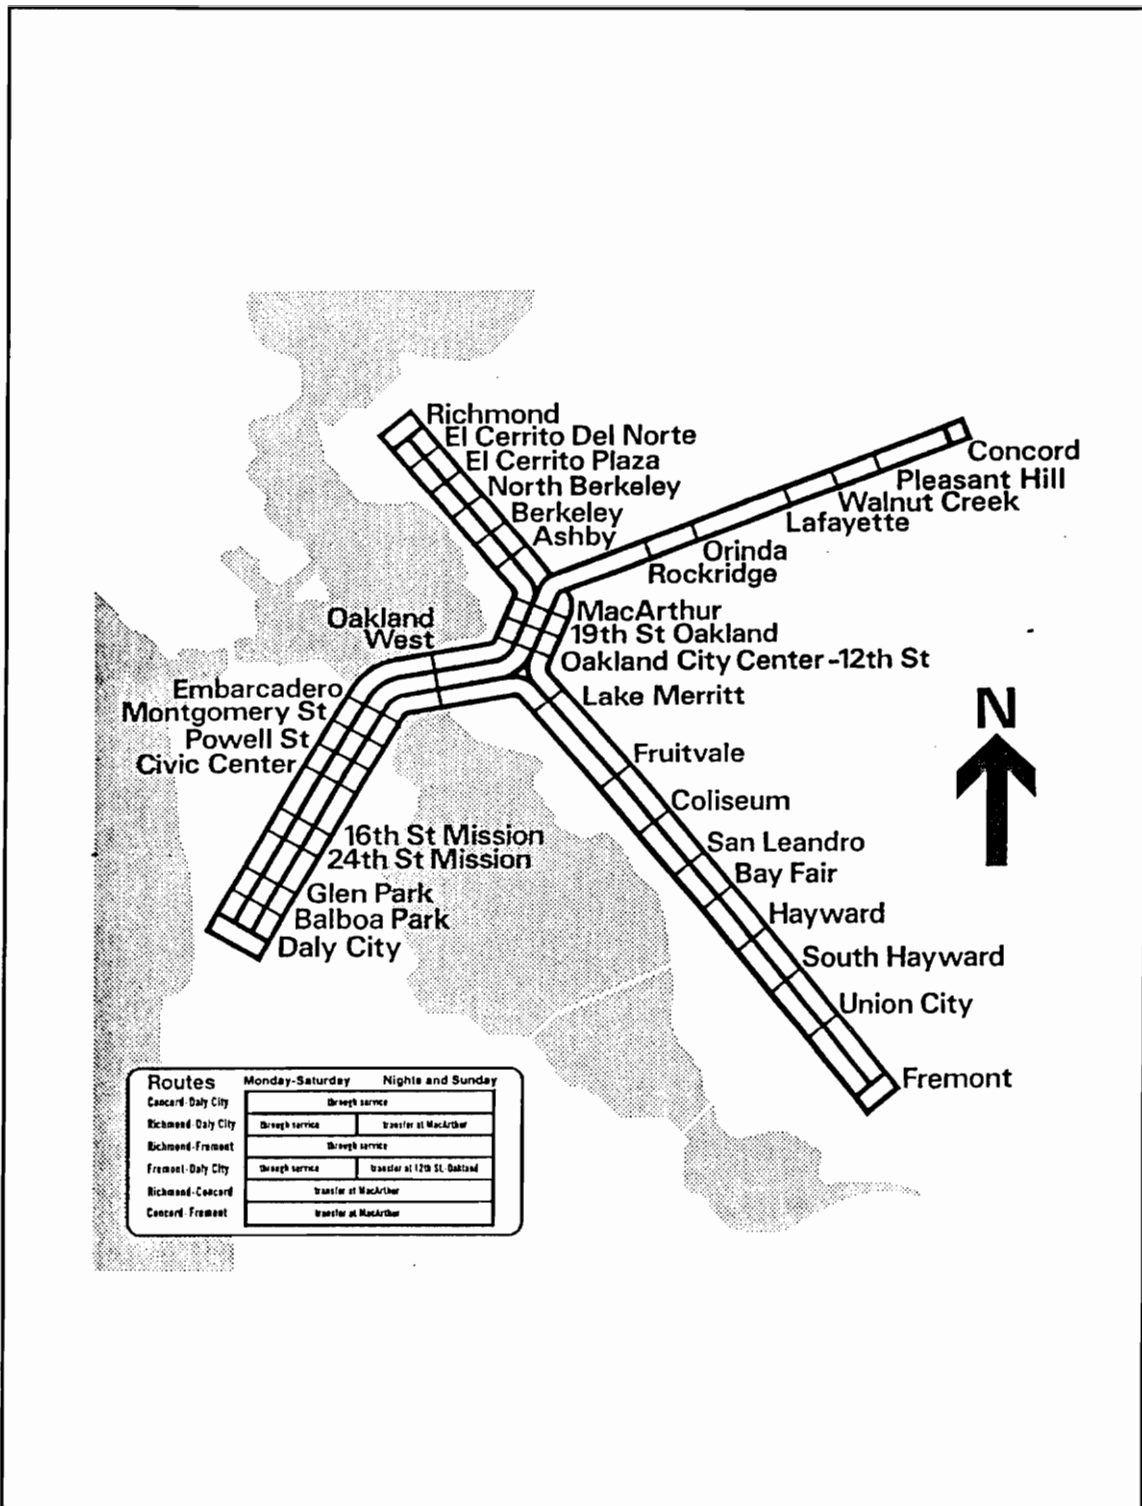 Richmond
El Cerrito Del Norte
El Cerrito Plaza
North Berkeley
Berkeley
Ashby
Concord
Pleasant Hill
Walnut Creek
Lafayette
Orinda
Rockridge
MacArthur
19th St Oakland
Oakland City Center-12th St
Oakland
West
Lake Merritt
Embarcadero
Montgomery St
Powell St
Civic Center
N
Fruitvale
Coliseum
San Leandro
Bay Fair
16th St Mission
24th St Mission
Glen Park
Balboa Park
Daly City
Hayward
South Hayward
Union City
Fremont
Routes Monday-Saturday Nights and Sunday
Concord-Daly City through service
Richmond-Daly City through service transfer at MacArthur
Richmond-Fremont through service
Fremont-Daly City through service transfer at 12th St. Oakland
Richmond-Concord transfer at MacArthur
Concord-Fremont transfer at MacArthur